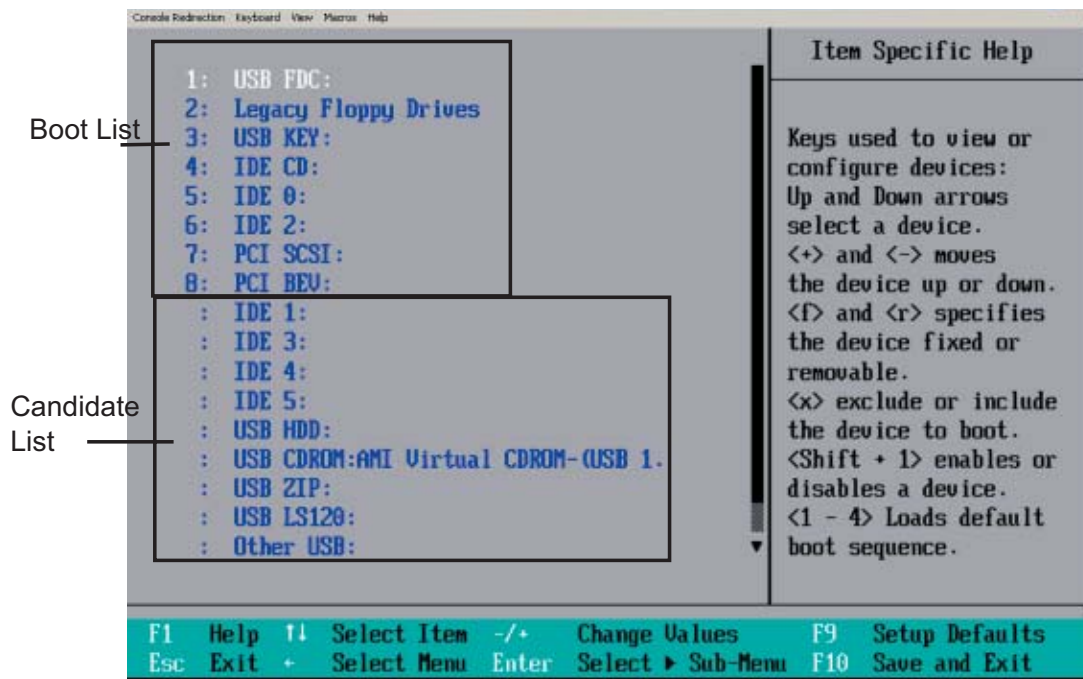 Console Redirection Keyboard View Macros Help
Item Specific Help
1: USB FDC:
2: Legacy Floppy Drives
Boot List
3: USB KEY:
4: IDE CD:
5: IDE 0:
6: IDE 2:
7: PCI SCSI:
8: PCI BEV:
: IDE 1:
: IDE 3:
: IDE 4:
: IDE 5:
Candidate
List
: USB HDD:
: USB CDROM:AMI Virtual CDROM-(USB 1.
: USB ZIP:
: USB LS120:
: Other USB:
Keys used to view or
configure devices:
Up and Down arrows
select a device.
<+> and <-> moves
the device up or down.
<f> and <r> specifies
the device fixed or
removable.
<x> exclude or include
the device to boot.
<Shift + 1> enables or
disables a device.
<1 - 4> Loads default
boot sequence.
F1 Help ↑↓ Select Item -/+ Change Values F9 Setup Defaults
Esc Exit ← Select Menu Enter Select ▶ Sub-Menu F10 Save and Exit